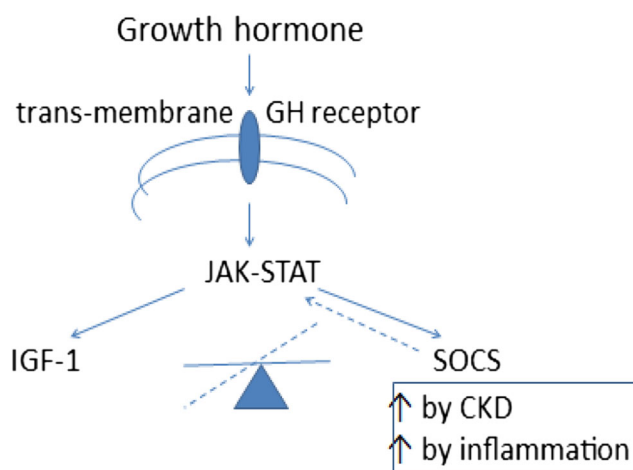 Growth hormone
trans-membrane GH receptor
JAK-STAT
IGF-1
SOCS
↑ by CKD
↑ by inflammation